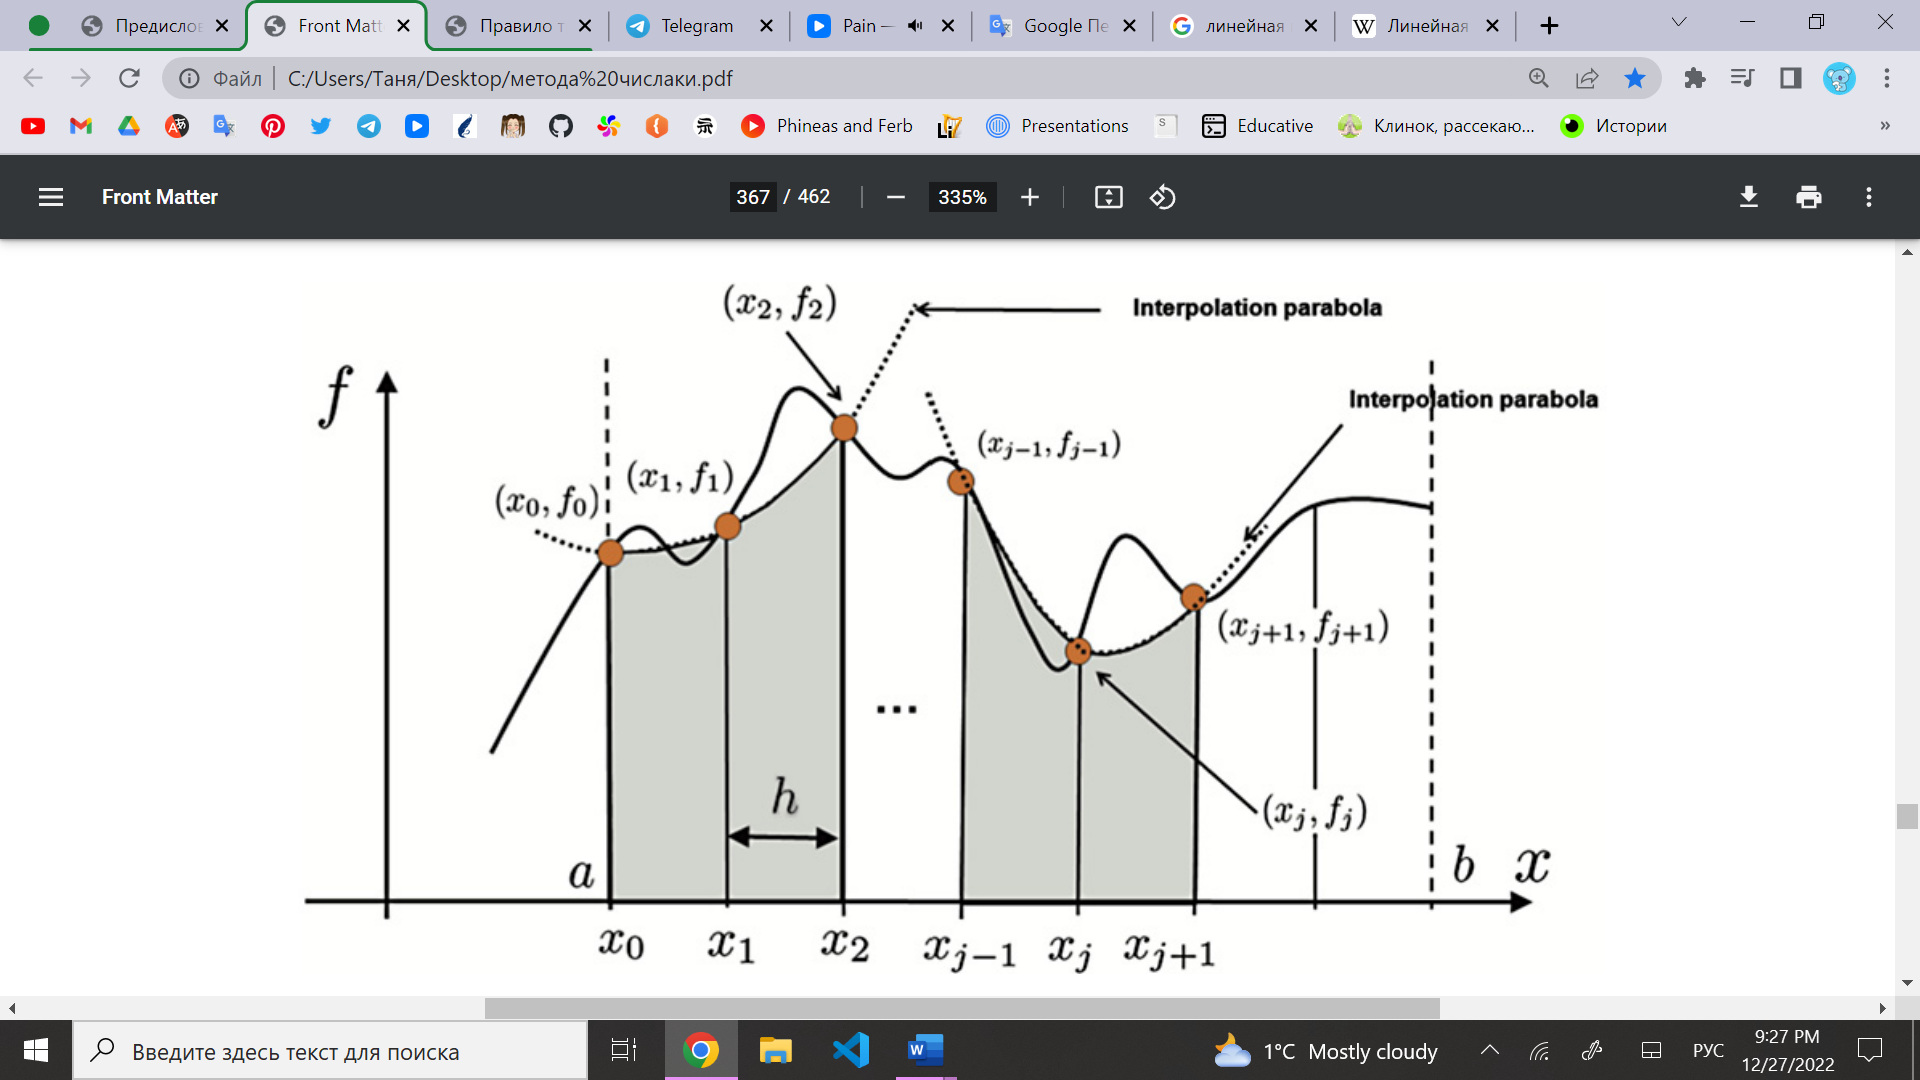 Предисловие Front Matt Правило т Telegram Pain — Google Пе линейная Линейная
Файл C:/Users/Таня/Desktop/метода%20числаки.pdf
Phineas and Ferb Presentations S Educative Клинок, рассекаю... Истории »
Front Matter 367 / 462 335%
(x₂, f₂) Interpolation parabola
f Interpolation parabola
(xⱼ₋₁, fⱼ₋₁)
(x₁, f₁)
(x₀, f₀)
(xⱼ₊₁, fⱼ₊₁)
...
h (xⱼ, fⱼ)
a b x
x₀ x₁ x₂ xⱼ₋₁ xⱼ xⱼ₊₁
Введите здесь текст для поиска 1°C Mostly cloudy РУС 9:27 PM
12/27/2022